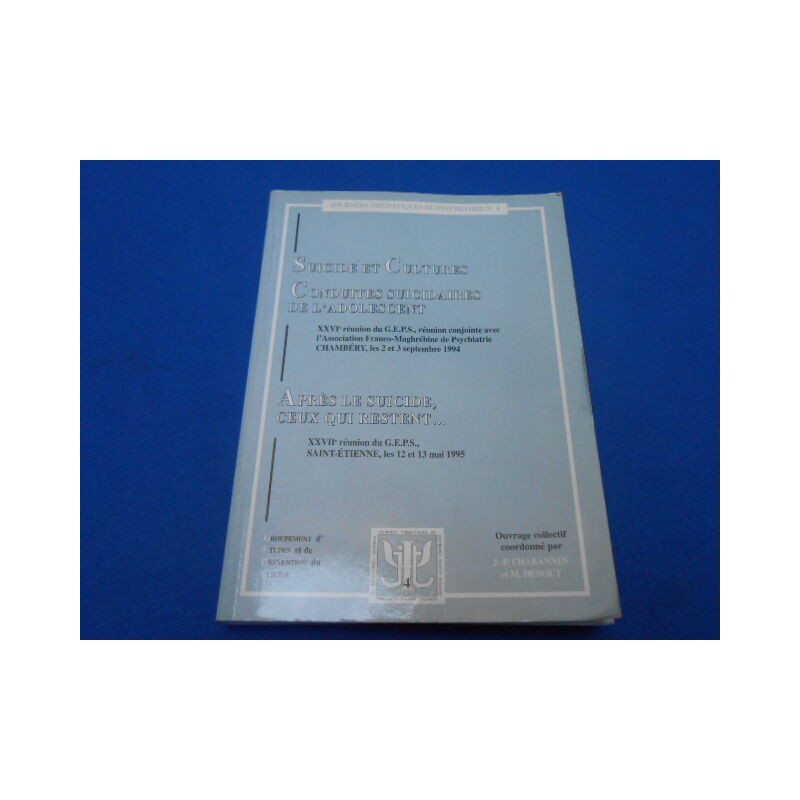 JOURNÉES THÉMATIQUES DE PSYCHIATRIE N° 4
SUICIDE ET CULTURES
CONDUITES SUICIDAIRES
DE L'ADOLESCENT
XXVIe réunion du G.E.P.S., réunion conjointe avec
l'Association Franco-Maghrébine de Psychiatrie
CHAMBÉRY, les 2 et 3 septembre 1994
APRÈS LE SUICIDE,
CEUX QUI RESTENT...
XXVIIe réunion du G.E.P.S.,
SAINT-ÉTIENNE, les 12 et 13 mai 1995
GROUPEMENT d'
ÉTUDES et de
PRÉVENTION du
SUICIDE
4
Ouvrage collectif
coordonné par
J.-P. CHABANNES
et M. DEBOUT